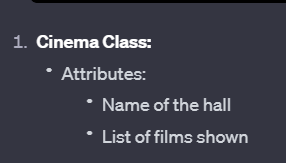 1. Cinema Class:
• Attributes:
• Name of the hall
• List of films shown